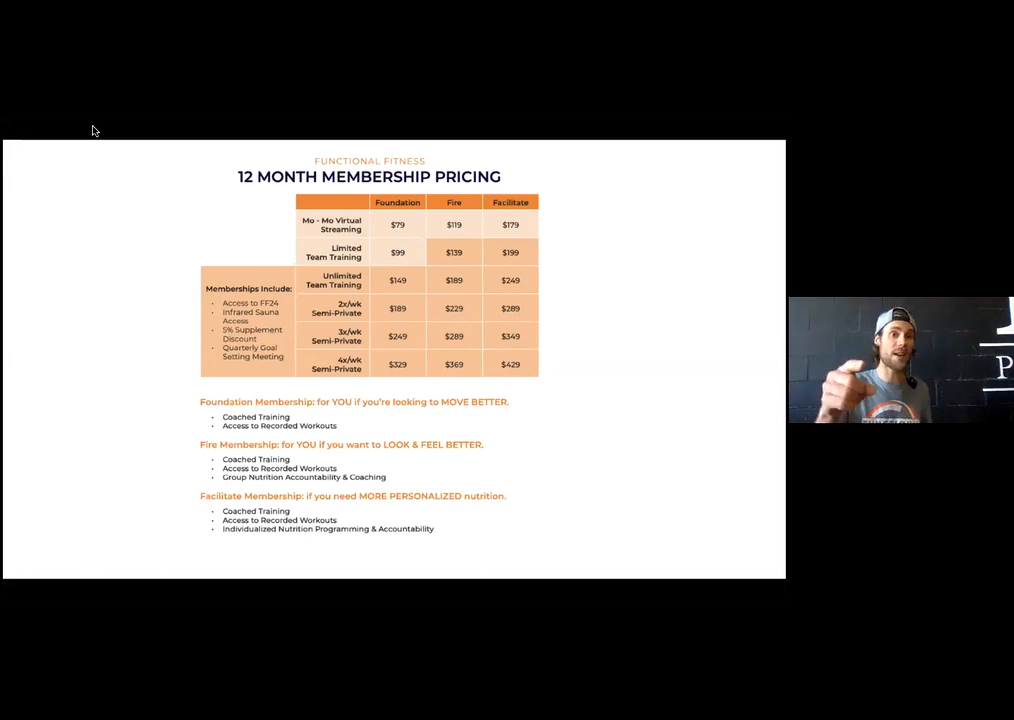 FUNCTIONAL FITNESS
12 MONTH MEMBERSHIP PRICING
Foundation Fire Facilitate
Mo - Mo Virtual
Streaming
$79 $119 $179
Limited
Team Training
$99 $139 $199
Unlimited
Team Training
$149 $189 $249
2x/wk
Semi-Private
$189 $229 $289
3x/wk
Semi-Private
$249 $289 $349
4x/wk
Semi-Private
$329 $369 $429
Memberships Include:
• Access to FF24
• Infrared Sauna
Access
• 5% Supplement
Discount
• Quarterly Goal
Setting Meeting
Foundation Membership: for YOU if you're looking to MOVE BETTER.
• Coached Training
• Access to Recorded Workouts
Fire Membership: for YOU if you want to LOOK & FEEL BETTER.
• Coached Training
• Access to Recorded Workouts
• Group Nutrition Accountability & Coaching
Facilitate Membership: if you need MORE PERSONALIZED nutrition.
• Coached Training
• Access to Recorded Workouts
• Individualized Nutrition Programming & Accountability
P